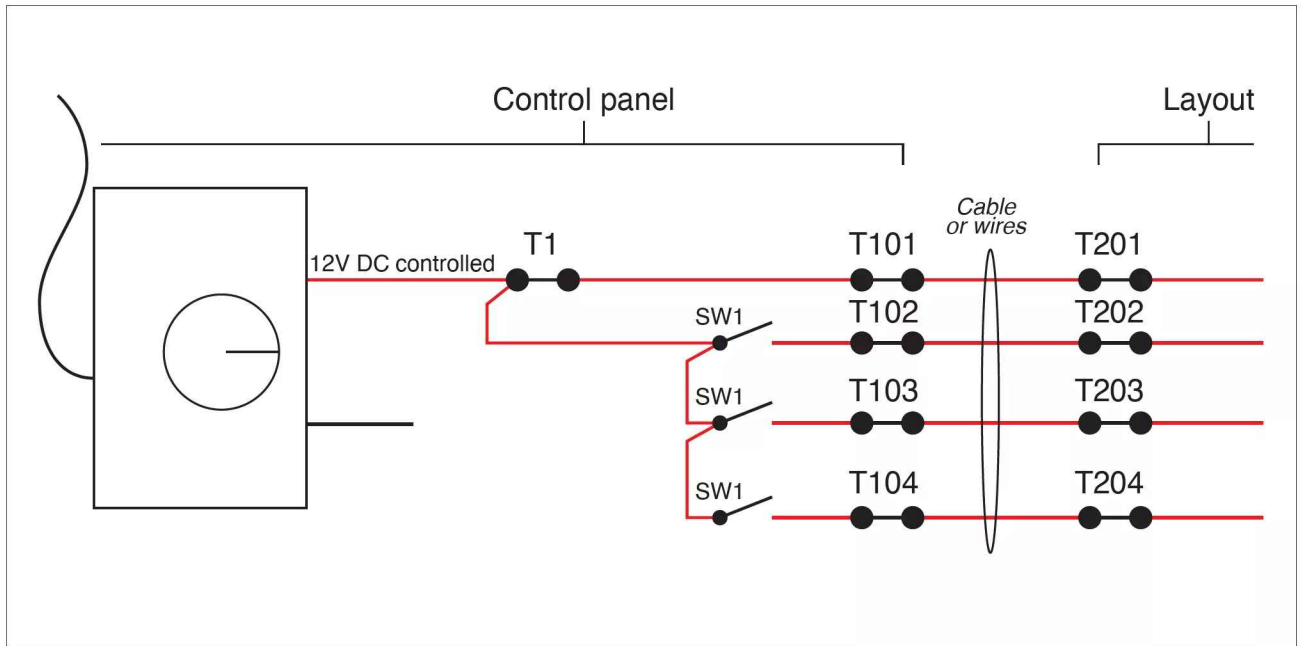 Control panel
Layout
Cable
or wires
T1
T101
T201
12V DC controlled
SW1
T102
T202
SW1
T103
T203
SW1
T104
T204